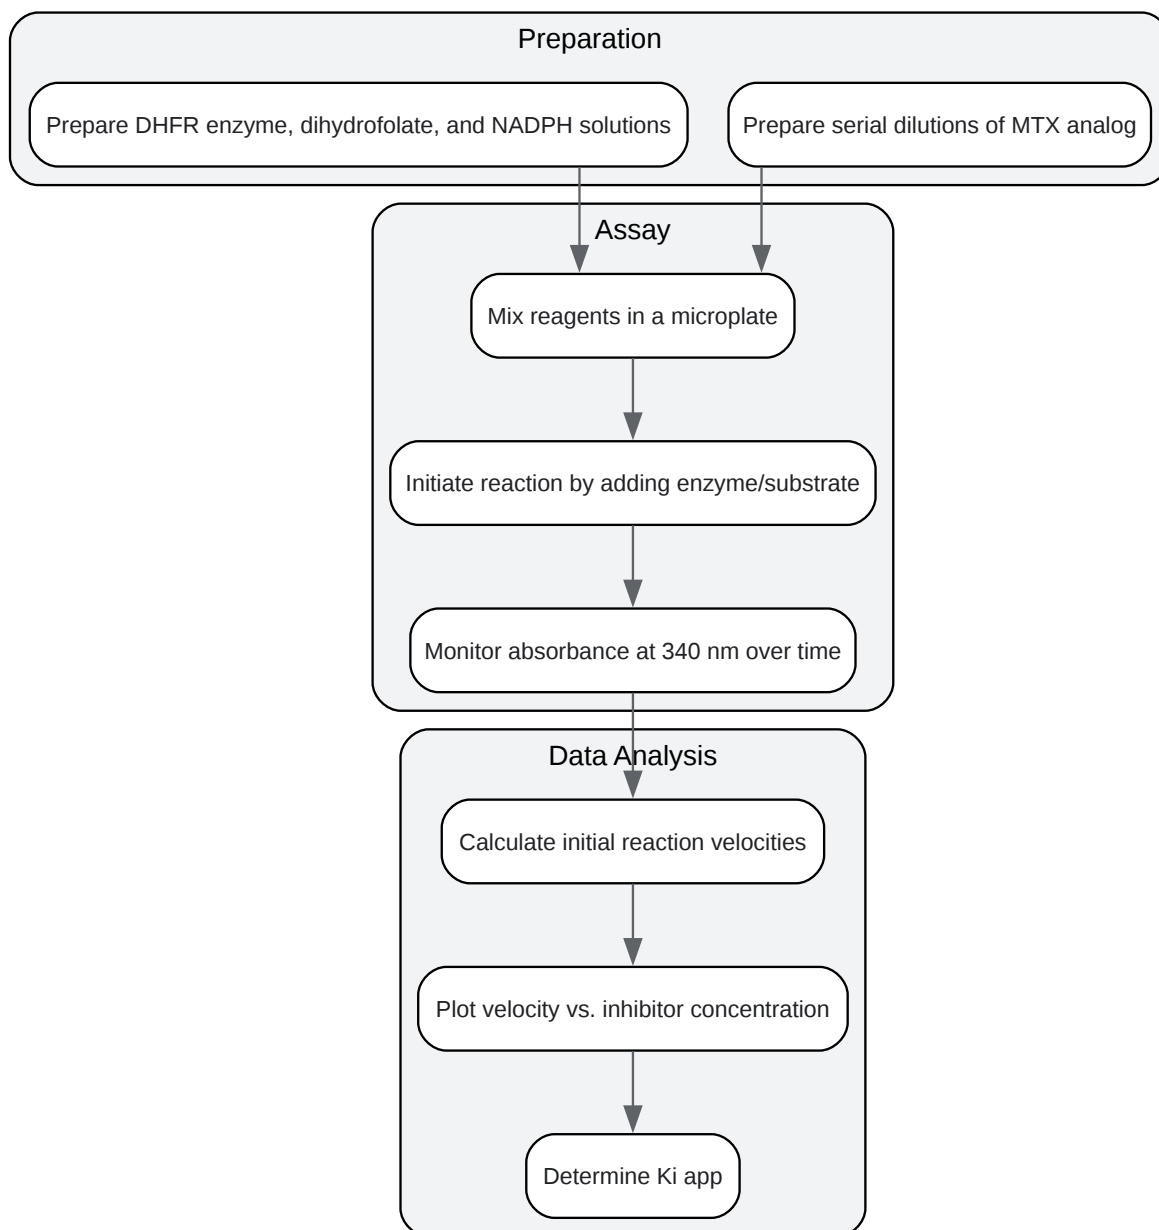 Preparation
Prepare DHFR enzyme, dihydrofolate, and NADPH solutions
Prepare serial dilutions of MTX analog
Assay
Mix reagents in a microplate
Initiate reaction by adding enzyme/substrate
Monitor absorbance at 340 nm over time
Data Analysis
Calculate initial reaction velocities
Plot velocity vs. inhibitor concentration
Determine Ki app